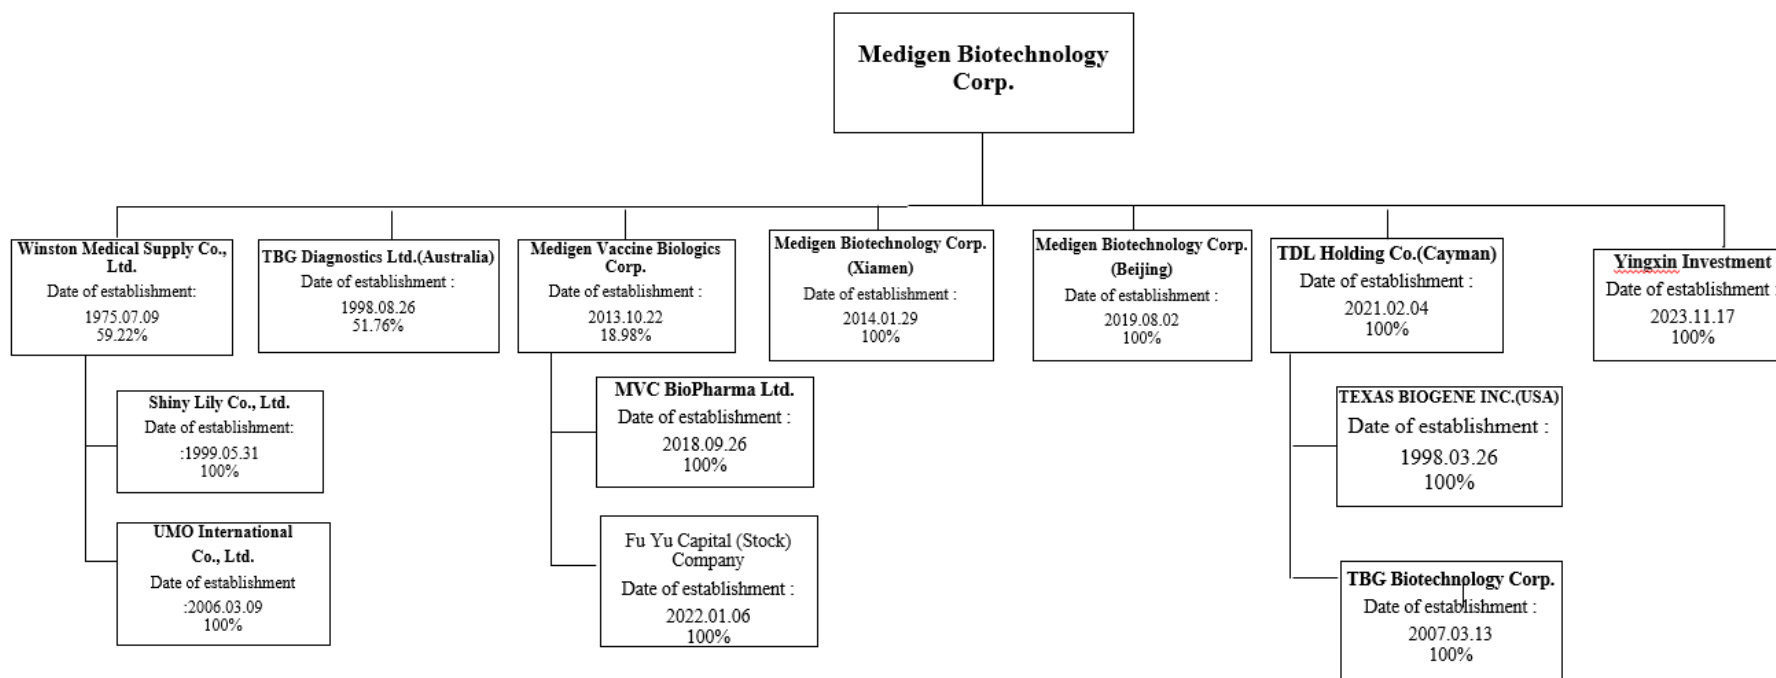 Medigen Biotechnology
Corp.
Winston Medical Supply Co.,
Ltd.
Date of establishment:
1975.07.09
59.22%
TBG Diagnostics Ltd.(Australia)
Date of establishment :
1998.08.26
51.76%
Medigen Vaccine Biologics
Corp.
Date of establishment :
2013.10.22
18.98%
Medigen Biotechnology Corp.
(Xiamen)
Date of establishment :
2014.01.29
100%
Medigen Biotechnology Corp.
(Beijing)
Date of establishment :
2019.08.02
100%
TDL Holding Co.(Cayman)
Date of establishment :
2021.02.04
100%
Yingxin Investment
Date of establishment :
2023.11.17
100%
Shiny Lily Co., Ltd.
Date of establishment:
:1999.05.31
100%
UMO International
Co., Ltd.
Date of establishment
:2006.03.09
100%
MVC BioPharma Ltd.
Date of establishment :
2018.09.26
100%
Fu Yu Capital (Stock)
Company
Date of establishment :
2022.01.06
100%
TEXAS BIOGENE INC.(USA)
Date of establishment :
1998.03.26
100%
TBG Biotechnology Corp.
Date of establishment :
2007.03.13
100%